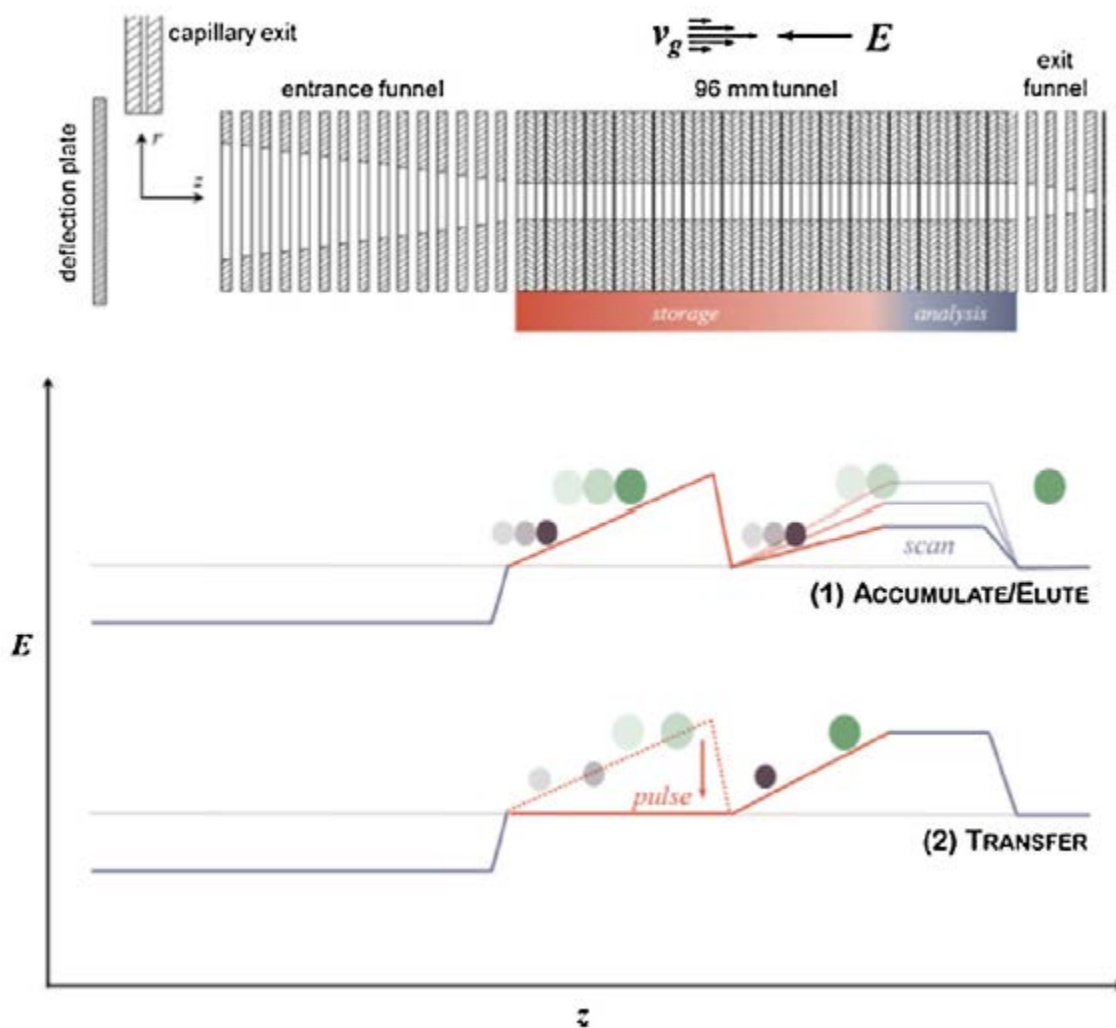 capillary exit
v_g
E
exit
funnel
entrance funnel
96 mm tunnel
deflection plate
r
z
storage
analysis
scan
(1) ACCUMULATE/ELUTE
E
pulse
(2) TRANSFER
z